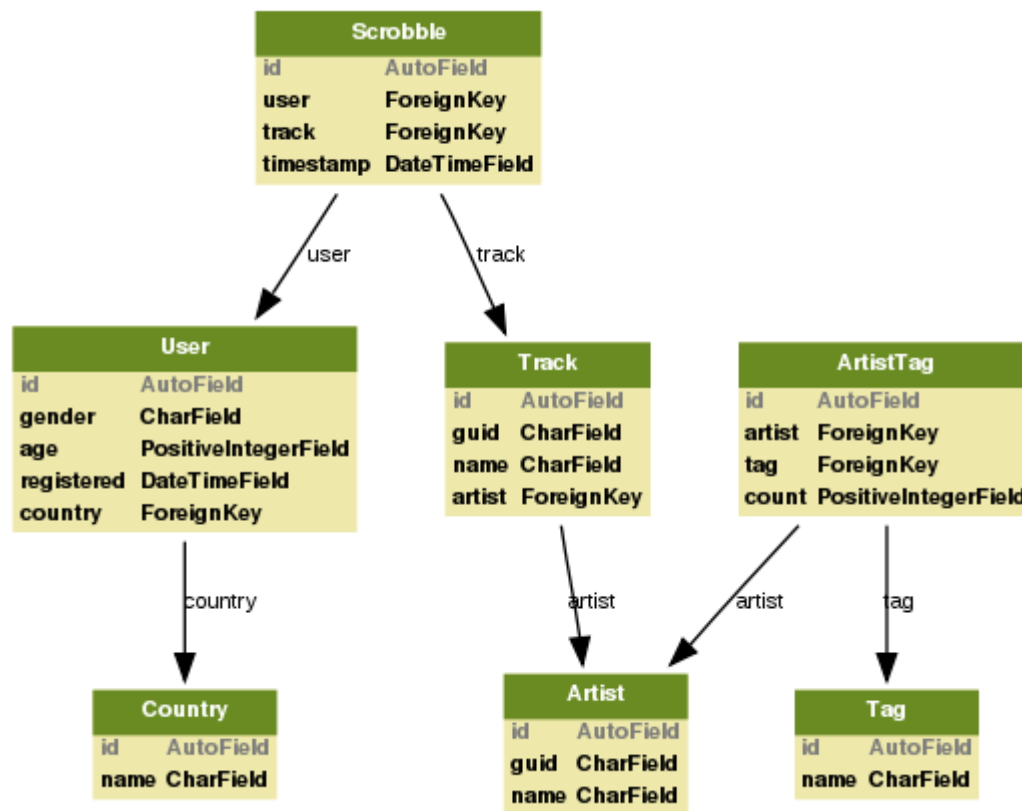 Scrobble
id AutoField
user ForeignKey
track ForeignKey
timestamp DateTimeField
user
track
User
id AutoField
gender CharField
age PositiveIntegerField
registered DateTimeField
country ForeignKey
Track
id AutoField
guid CharField
name CharField
artist ForeignKey
ArtistTag
id AutoField
artist ForeignKey
tag ForeignKey
count PositiveIntegerField
country
artist
artist
tag
Country
id AutoField
name CharField
Artist
id AutoField
guid CharField
name CharField
Tag
id AutoField
name CharField